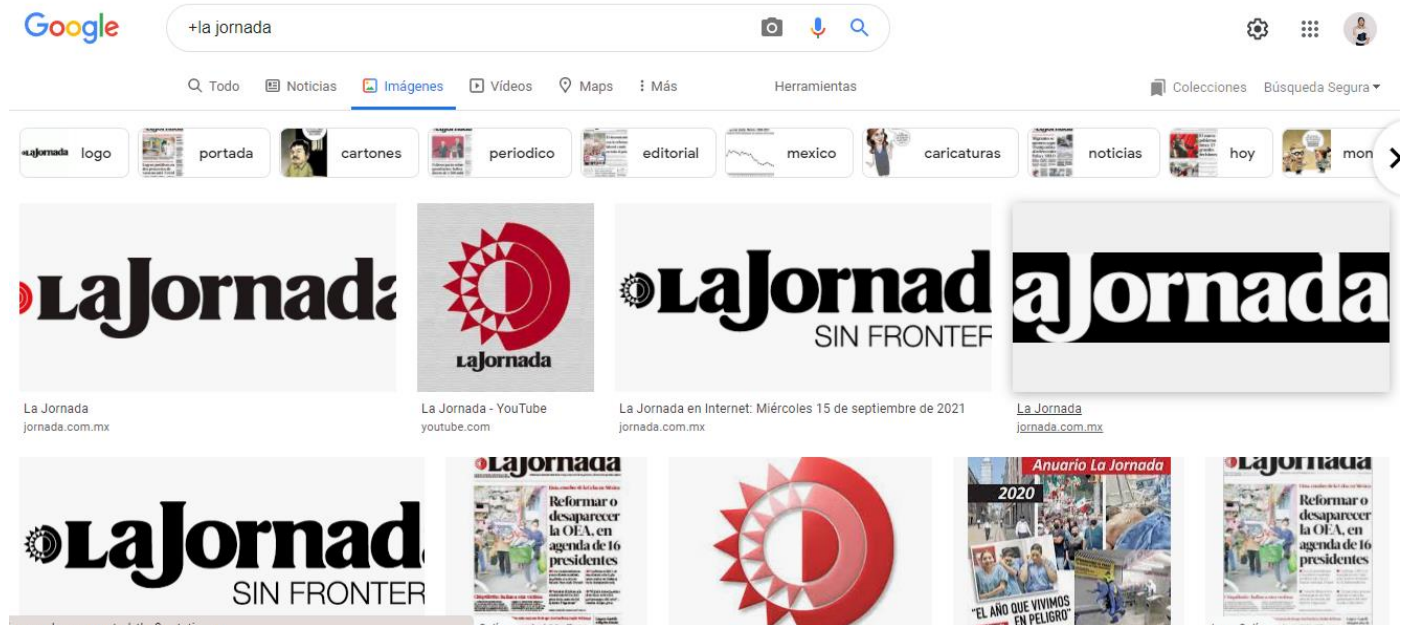 Google
+la jornada
Todo
Noticias
Imágenes
Vídeos
Maps
Más
Herramientas
Colecciones
Búsqueda Segura
LaJornada logo
portada
cartones
periodico
editorial
mexico
caricaturas
noticias
hoy
mon
LaJornada
LaJornada
LaJornad
SIN FRONTER
aJornada
La Jornada
jornada.com.mx
La Jornada - YouTube
youtube.com
La Jornada en Internet: Miércoles 15 de septiembre de 2021
jornada.com.mx
La Jornada
jornada.com.mx
LaJornad
SIN FRONTER
LaJornada
Reformar o
desaparecer
la OEA, en
agenda de 16
presidentes
Anuario La Jornada
2020
"EL AÑO QUE VIVIMOS
EN PELIGRO"
LaJornada
Reformar o
desaparecer
la OEA, en
agenda de 16
presidentes